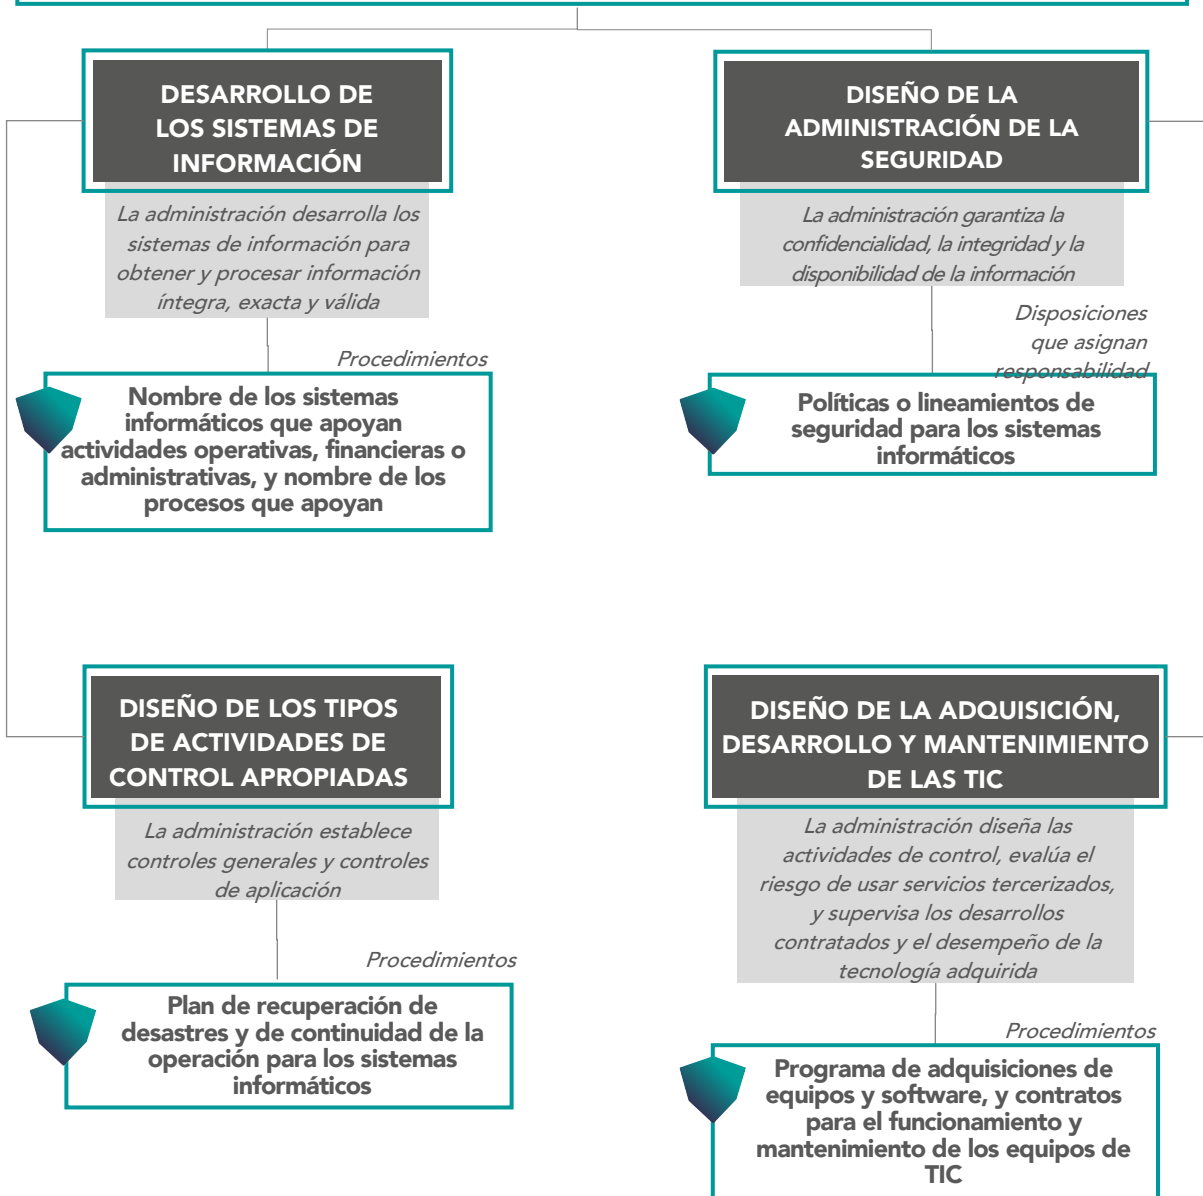 DESARROLLO DE
LOS SISTEMAS DE
INFORMACIÓN
La administración desarrolla los
sistemas de información para
obtener y procesar información
íntegra, exacta y válida
Procedimientos
Nombre de los sistemas
informáticos que apoyan
actividades operativas, financieras o
administrativas, y nombre de los
procesos que apoyan
DISEÑO DE LA
ADMINISTRACIÓN DE LA
SEGURIDAD
La administración garantiza la
confidencialidad, la integridad y la
disponibilidad de la información
Disposiciones
que asignan
responsabilidad
Políticas o lineamientos de
seguridad para los sistemas
informáticos
DISEÑO DE LOS TIPOS
DE ACTIVIDADES DE
CONTROL APROPIADAS
La administración establece
controles generales y controles
de aplicación
Procedimientos
Plan de recuperación de
desastres y de continuidad de la
operación para los sistemas
informáticos
DISEÑO DE LA ADQUISICIÓN,
DESARROLLO Y MANTENIMIENTO
DE LAS TIC
La administración diseña las
actividades de control, evalúa el
riesgo de usar servicios tercerizados,
y supervisa los desarrollos
contratados y el desempeño de la
tecnología adquirida
Procedimientos
Programa de adquisiciones de
equipos y software, y contratos
para el funcionamiento y
mantenimiento de los equipos de
TIC